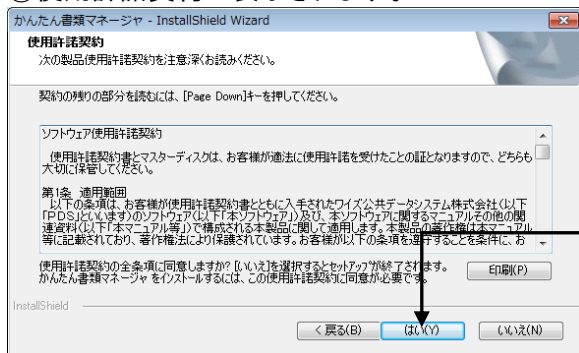 かんたん書類マネージャ - InstallShield Wizard
使用許諾契約
次の製品使用許諾契約を注意深くお読みください。
契約の残りの部分を読むには、[Page Down]キーを押してください。
ソフトウェア使用許諾契約
使用許諾契約書とマスターディスクは、お客様が適法に使用許諾を受けたことの証となりますので、どちらも
大切に保管してください。
第1条 適用範囲
以下の条項は、お客様が使用許諾契約書とともに入手されたワイズ公共データシステム株式会社(以下
「PDS」といいます)のソフトウェア(以下「本ソフトウェア」)及び、本ソフトウェアに関するマニュアルその他の関
連資料(以下「本マニュアル等」)で構成される本製品に関して適用します。本製品の著作権は本マニュアル
等に記載されており、著作権法により保護されています。お客様が以下の条項を遵守することを条件に、お
使用許諾契約の全条項に同意しますか? [いいえ]を選択するとセットアップが終了されます。
かんたん書類マネージャ をインストールするには、この使用許諾契約に同意が必要です。
印刷(P)
InstallShield
< 戻る(B)
はい(Y)
いいえ(N)